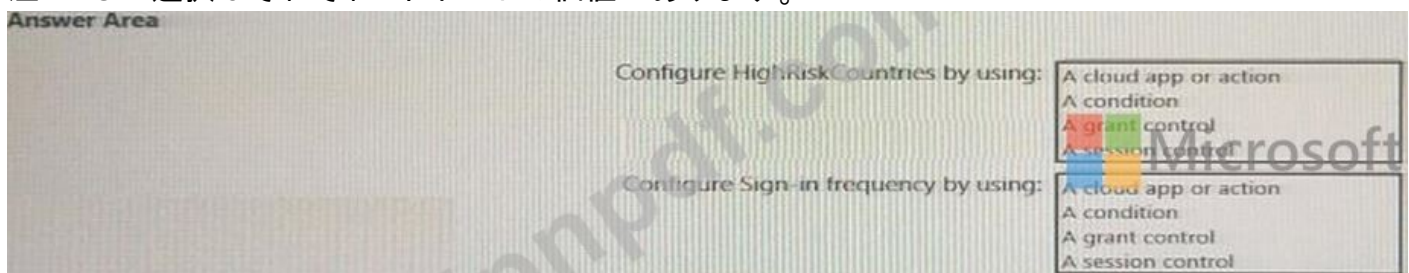 Answer Area
Configure HighRiskCountries by using:
A cloud app or action
A condition
A grant control
A session control
Microsoft
Configure Sign-in frequency by using:
A cloud app or action
A condition
A grant control
A session control